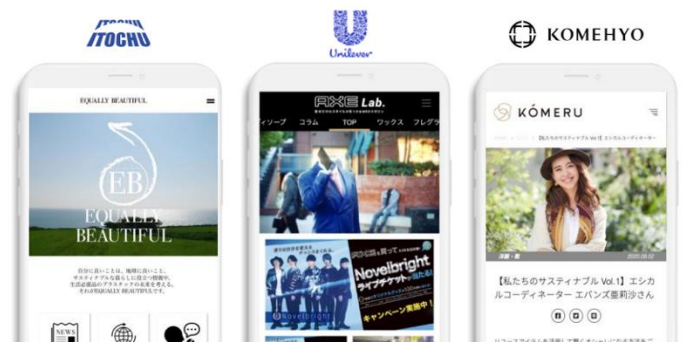 ITOCHU
EQUALLY BEAUTIFUL
EB
EQUALLY
BEAUTIFUL
自分に良いことは、地球に良いこと。
サスティナブルな暮らしに役立つ情報や、
生活必需品のプラスチックの未来を考える。
それがEQUALLY BEAUTIFULです。
NEWS
Unilever
AXE Lab.
コラム TOP ワックス フレグラ
Novelbright
ライブチケットが当たる!
キャンペーン実施中!
Novelbright
KOMEHYO
KÓMERU
【私たちのサスティナブル Vol.1】エシカルコーディネーター
2020.09.02
【私たちのサスティナブル Vol.1】エシカ
ルコーディネーター エバンズ亜莉沙さん